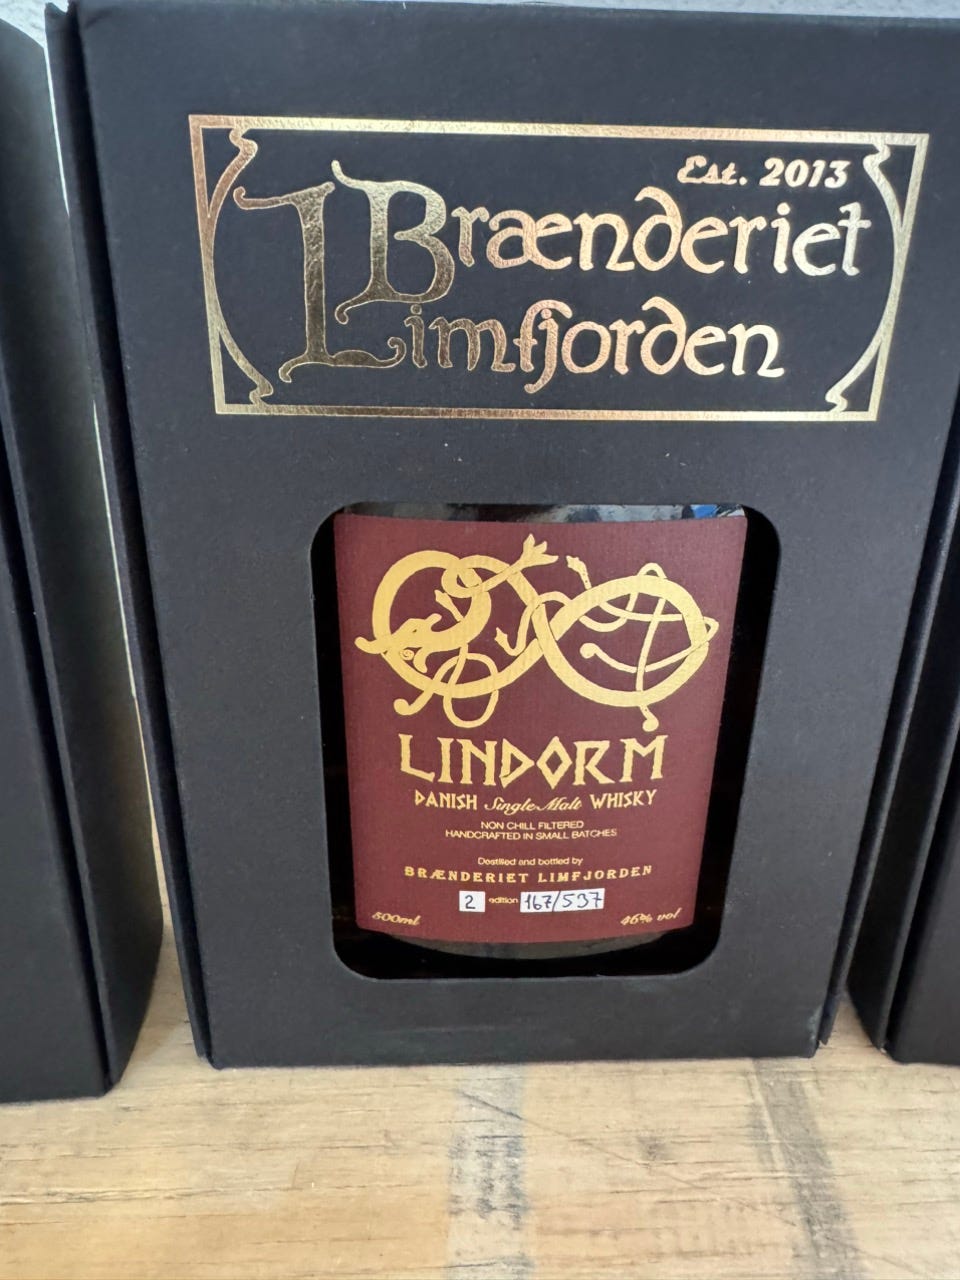 Est. 2013
Brænderiet
Limfjorden
LINDORM
DANISH Single Malt WHISKY
NON CHILL FILTERED
HANDCRAFTED IN SMALL BATCHES
Destilled and bottled by
BRÆNDERIET LIMFJORDEN
2 edition 167/537
500ml 46% vol